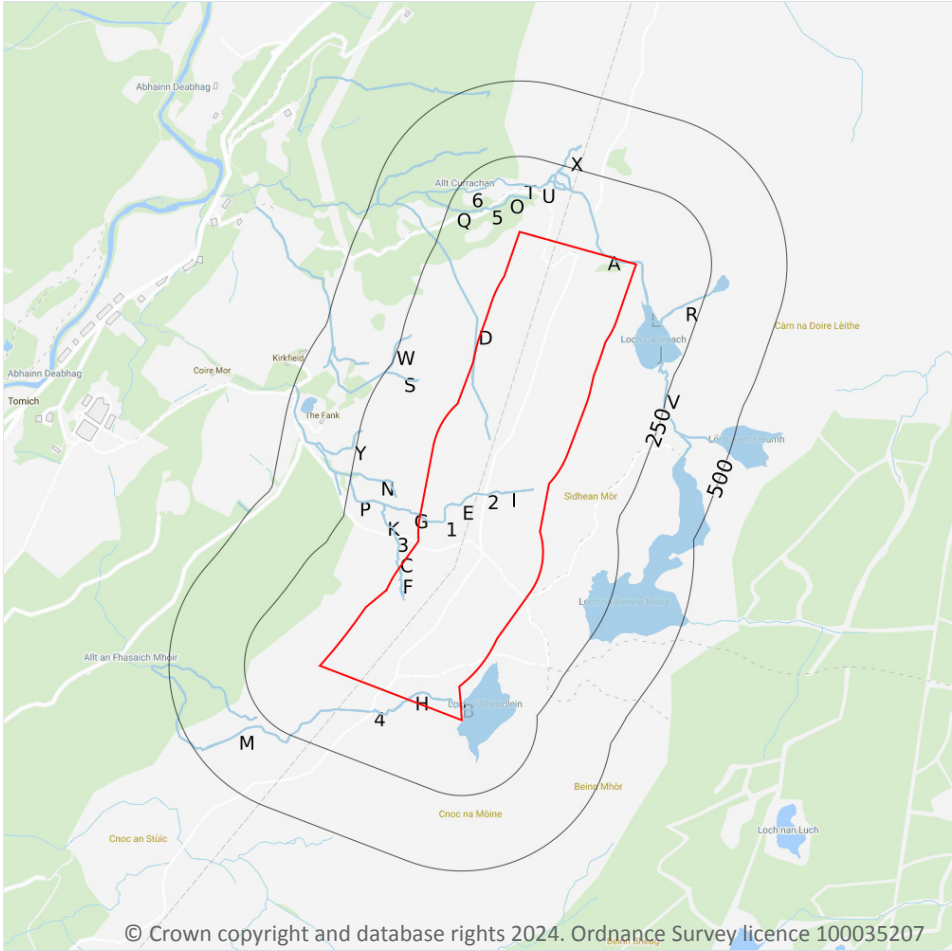 Abhainn Deabhag
X
Allt Currachan
6
T
U
O
5
Q
A
R
L
Càrn na Doire Lèithe
D
Loch
J
W
Kirkfield
Coire Mor
S
Abhainn Deabhag
Tomich
V
The Fank
250
Y
500
N
2
I
Sìdhean Mòr
P
E
G
K
1
3
C
F
Allt an Fhasaich Mhoir
H
B
4
M
Beinn Mhòr
Cnoc na Mòine
Loch nan Luch
Cnoc an Stùic
© Crown copyright and database rights 2024. Ordnance Survey licence 100035207